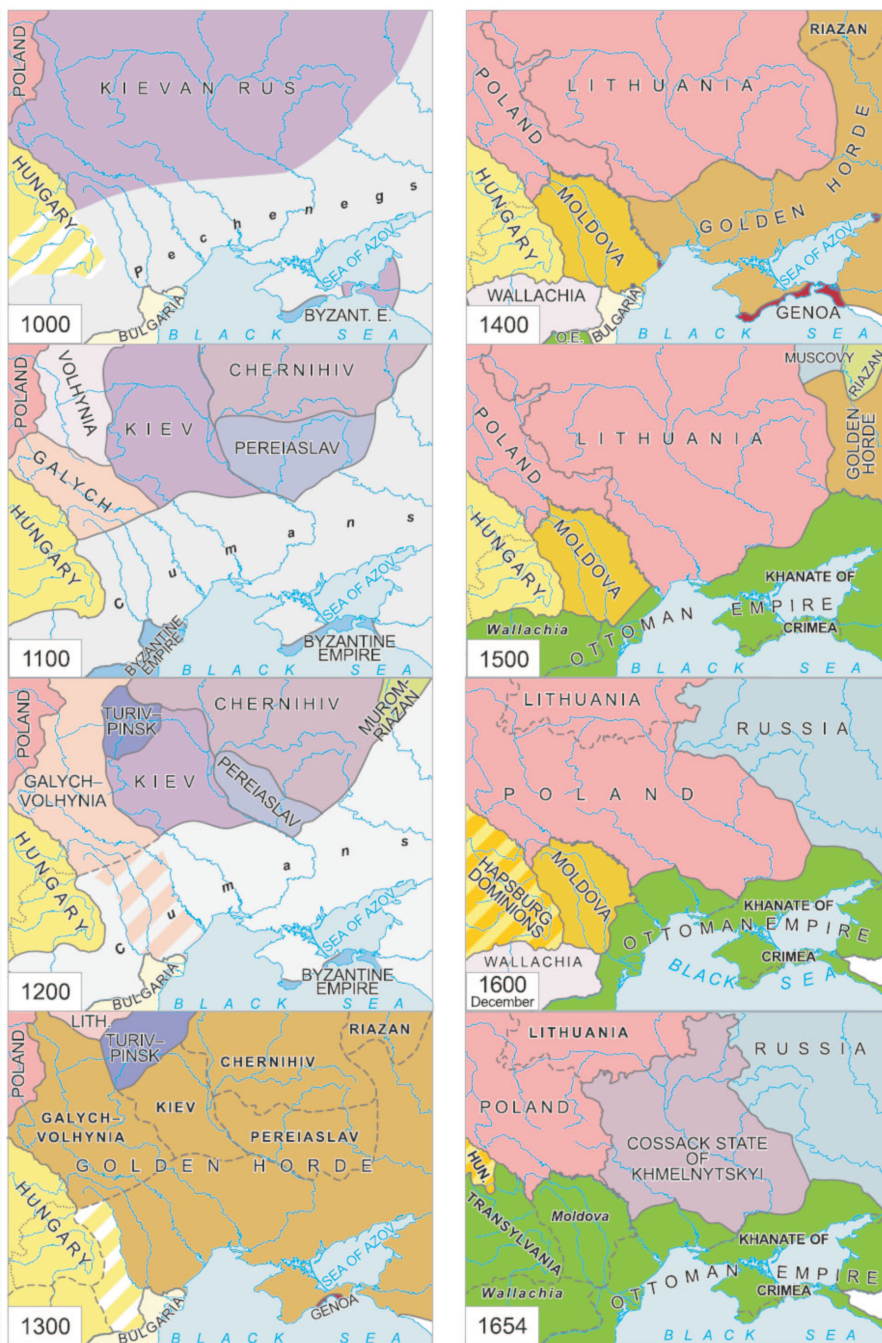 POLAND
KIEVAN RUS
HUNGARY
Pechenegs
SEA OF AZOV
BULGARIA
BYZANT. E.
BLACK SEA
1000
POLAND
VOLHYNIA
CHERNIHIV
KIEV
PEREIASLAV
GALYCH
HUNGARY
Cumans
SEA OF AZOV
BYZANTINE
EMPIRE
BYZANTINE
EMPIRE
BLACK SEA
1100
POLAND
TURIV–
PINSK
CHERNIHIV
MUROM–
RIAZAN
GALYCH–
VOLHYNIA
KIEV
PEREIASLAV
HUNGARY
Cumans
SEA OF AZOV
BULGARIA
BYZANTINE
EMPIRE
BLACK SEA
1200
POLAND
LITH.
TURIV–
PINSK
RIAZAN
CHERNIHIV
GALYCH–
VOLHYNIA
KIEV
PEREIASLAV
GOLDEN HORDE
HUNGARY
SEA OF AZOV
BULGARIA
GENOA
BLACK SEA
1300
RIAZAN
POLAND
LITHUANIA
GOLDEN HORDE
HUNGARY
MOLDOVA
SEA OF AZOV
WALLACHIA
O.E.
BULGARIA
GENOA
BLACK SEA
1400
MUSCOVY
RIAZAN
POLAND
LITHUANIA
GOLDEN
HORDE
HUNGARY
MOLDOVA
KHANATE OF
CRIMEA
OTTOMAN EMPIRE
Wallachia
BLACK SEA
1500
LITHUANIA
RUSSIA
POLAND
HAPSBURG
DOMINIONS
MOLDOVA
KHANATE OF
CRIMEA
OTTOMAN EMPIRE
WALLACHIA
BLACK SEA
1600
December
LITHUANIA
RUSSIA
POLAND
COSSACK STATE
OF
KHMELNYTSKYI
HUN.
TRANSYLVANIA
Moldova
KHANATE OF
CRIMEA
OTTOMAN EMPIRE
Wallachia
BLACK SEA
1654